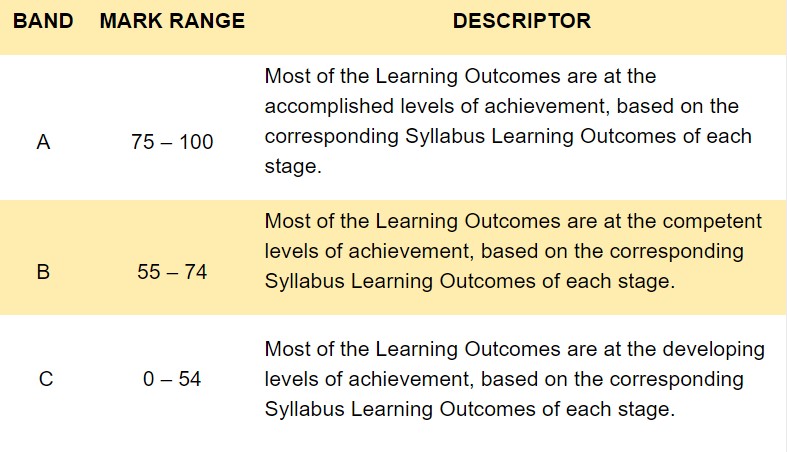 BAND MARK RANGE DESCRIPTOR
Most of the Learning Outcomes are at the
accomplished levels of achievement, based on the
A 75 – 100 corresponding Syllabus Learning Outcomes of each
stage.
Most of the Learning Outcomes are at the competent
levels of achievement, based on the corresponding
B 55 – 74 Syllabus Learning Outcomes of each stage.
Most of the Learning Outcomes are at the developing
C 0 – 54 levels of achievement, based on the corresponding
Syllabus Learning Outcomes of each stage.